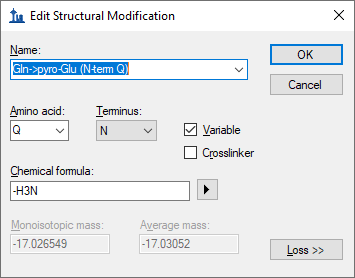 Edit Structural Modification
Name:
Gln->pyro-Glu (N-term Q)
OK
Cancel
Amino acid:
Terminus:
Q
N
Variable
Crosslinker
Chemical formula:
-H3N
Monoisotopic mass:
Average mass:
-17.026549
-17.03052
Loss >>